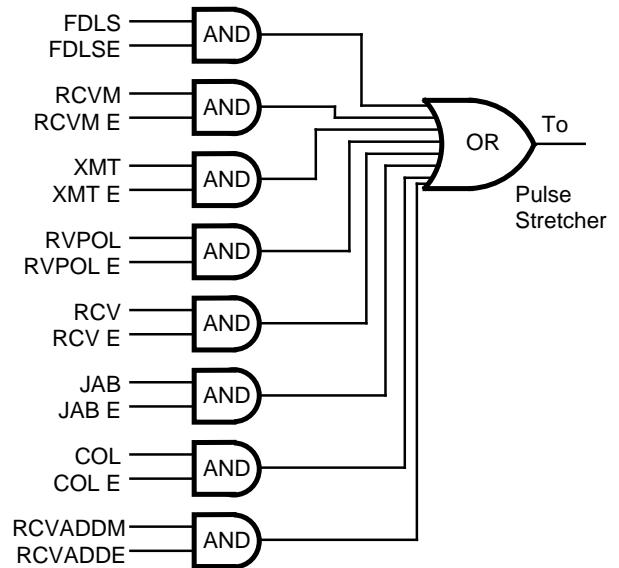 FDLS
FDLSE
AND
RCVM
RCVM E
AND
XMT
XMT E
AND
RVPOL
RVPOL E
AND
RCV
RCV E
AND
JAB
JAB E
AND
COL
COL E
AND
RCVADDM
RCVADDE
AND
OR
To
Pulse
Stretcher